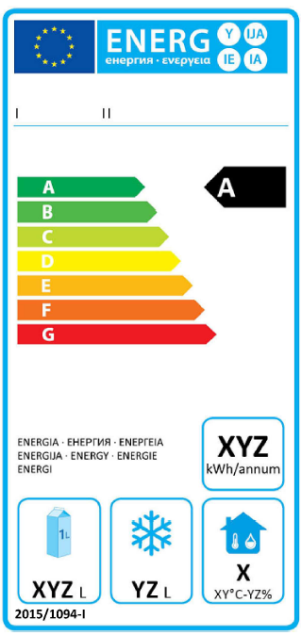 ENERG Y IJA
енергия · ενεργεια IE IA
I II
A A
B
C
D
E
F
G
ENERGIA · ЕНЕРГИЯ · ΕΝΕΡΓΕΙΑ
ENERGIJA · ENERGY · ENERGIE
ENERGI
XYZ
kWh/annum
1L
XYZ L
YZ L
X
XY°C-YZ%
2015/1094-I